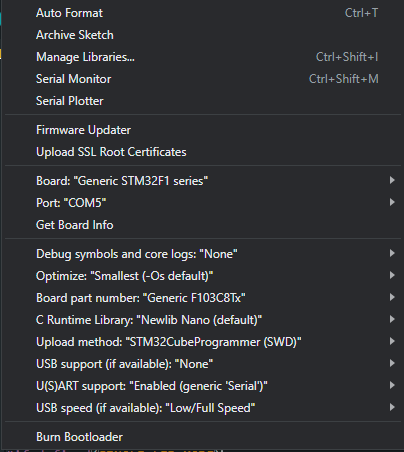 Auto Format Ctrl+T
Archive Sketch
Manage Libraries... Ctrl+Shift+I
Serial Monitor Ctrl+Shift+M
Serial Plotter
Firmware Updater
Upload SSL Root Certificates
Board: "Generic STM32F1 series"
Port: "COM5"
Get Board Info
Debug symbols and core logs: "None"
Optimize: "Smallest (-Os default)"
Board part number: "Generic F103C8Tx"
C Runtime Library: "Newlib Nano (default)"
Upload method: "STM32CubeProgrammer (SWD)"
USB support (if available): "None"
U(S)ART support: "Enabled (generic 'Serial')"
USB speed (if available): "Low/Full Speed"
Burn Bootloader